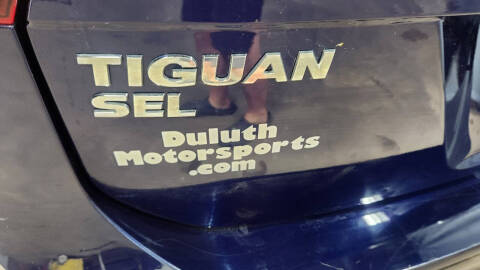 TIGUAN
SEL
Duluth
Motorsports
.com